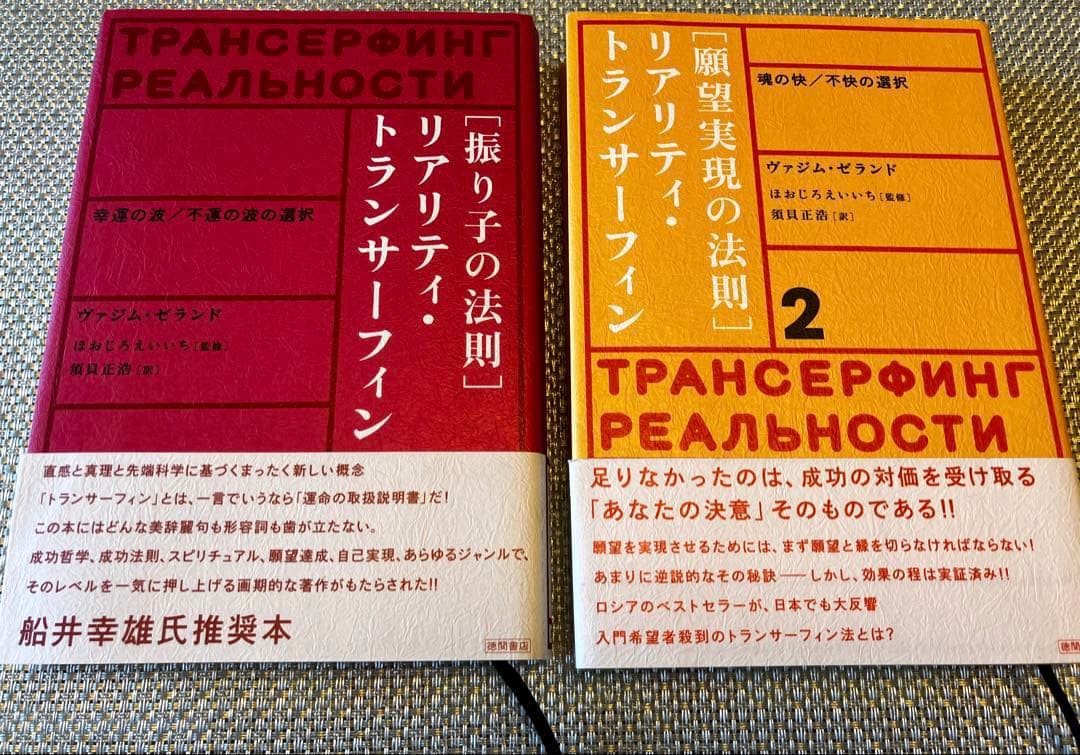 ТРАНСЕРФИНГ
РЕАЛЬНОСТИ
[振り子の法則]
リアリティ・
トランサーフィン
幸運の波/不運の波の選択
ヴァジム・ゼランド
ほおじろえいいち[監修]
須貝正浩[訳]
直感と真理と先端科学に基づくまったく新しい概念
「トランサーフィン」とは、一言でいうなら「運命の取扱説明書」だ!
この本にはどんな美辞麗句も形容詞も歯が立たない。
成功哲学、成功法則、スピリチュアル、願望達成、自己実現、あらゆるジャンルで、
そのレベルを一気に押し上げる画期的な著作がもたらされた!!
船井幸雄氏推奨本
徳間書店
[願望実現の法則]
リアリティ・
トランサーフィン
魂の快/不快の選択
ヴァジム・ゼランド
ほおじろえいいち[監修]
須貝正浩[訳]
2
ТРАНСЕРФИНГ
РЕАЛЬНОСТИ
足りなかったのは、成功の対価を受け取る
「あなたの決意」そのものである!!
願望を実現させるためには、まず願望と縁を切らなければならない!
あまりに逆説的なその秘訣――しかし、効果の程は実証済み!!
ロシアのベストセラーが、日本でも大反響
入門希望者殺到のトランサーフィン法とは?
徳間書店